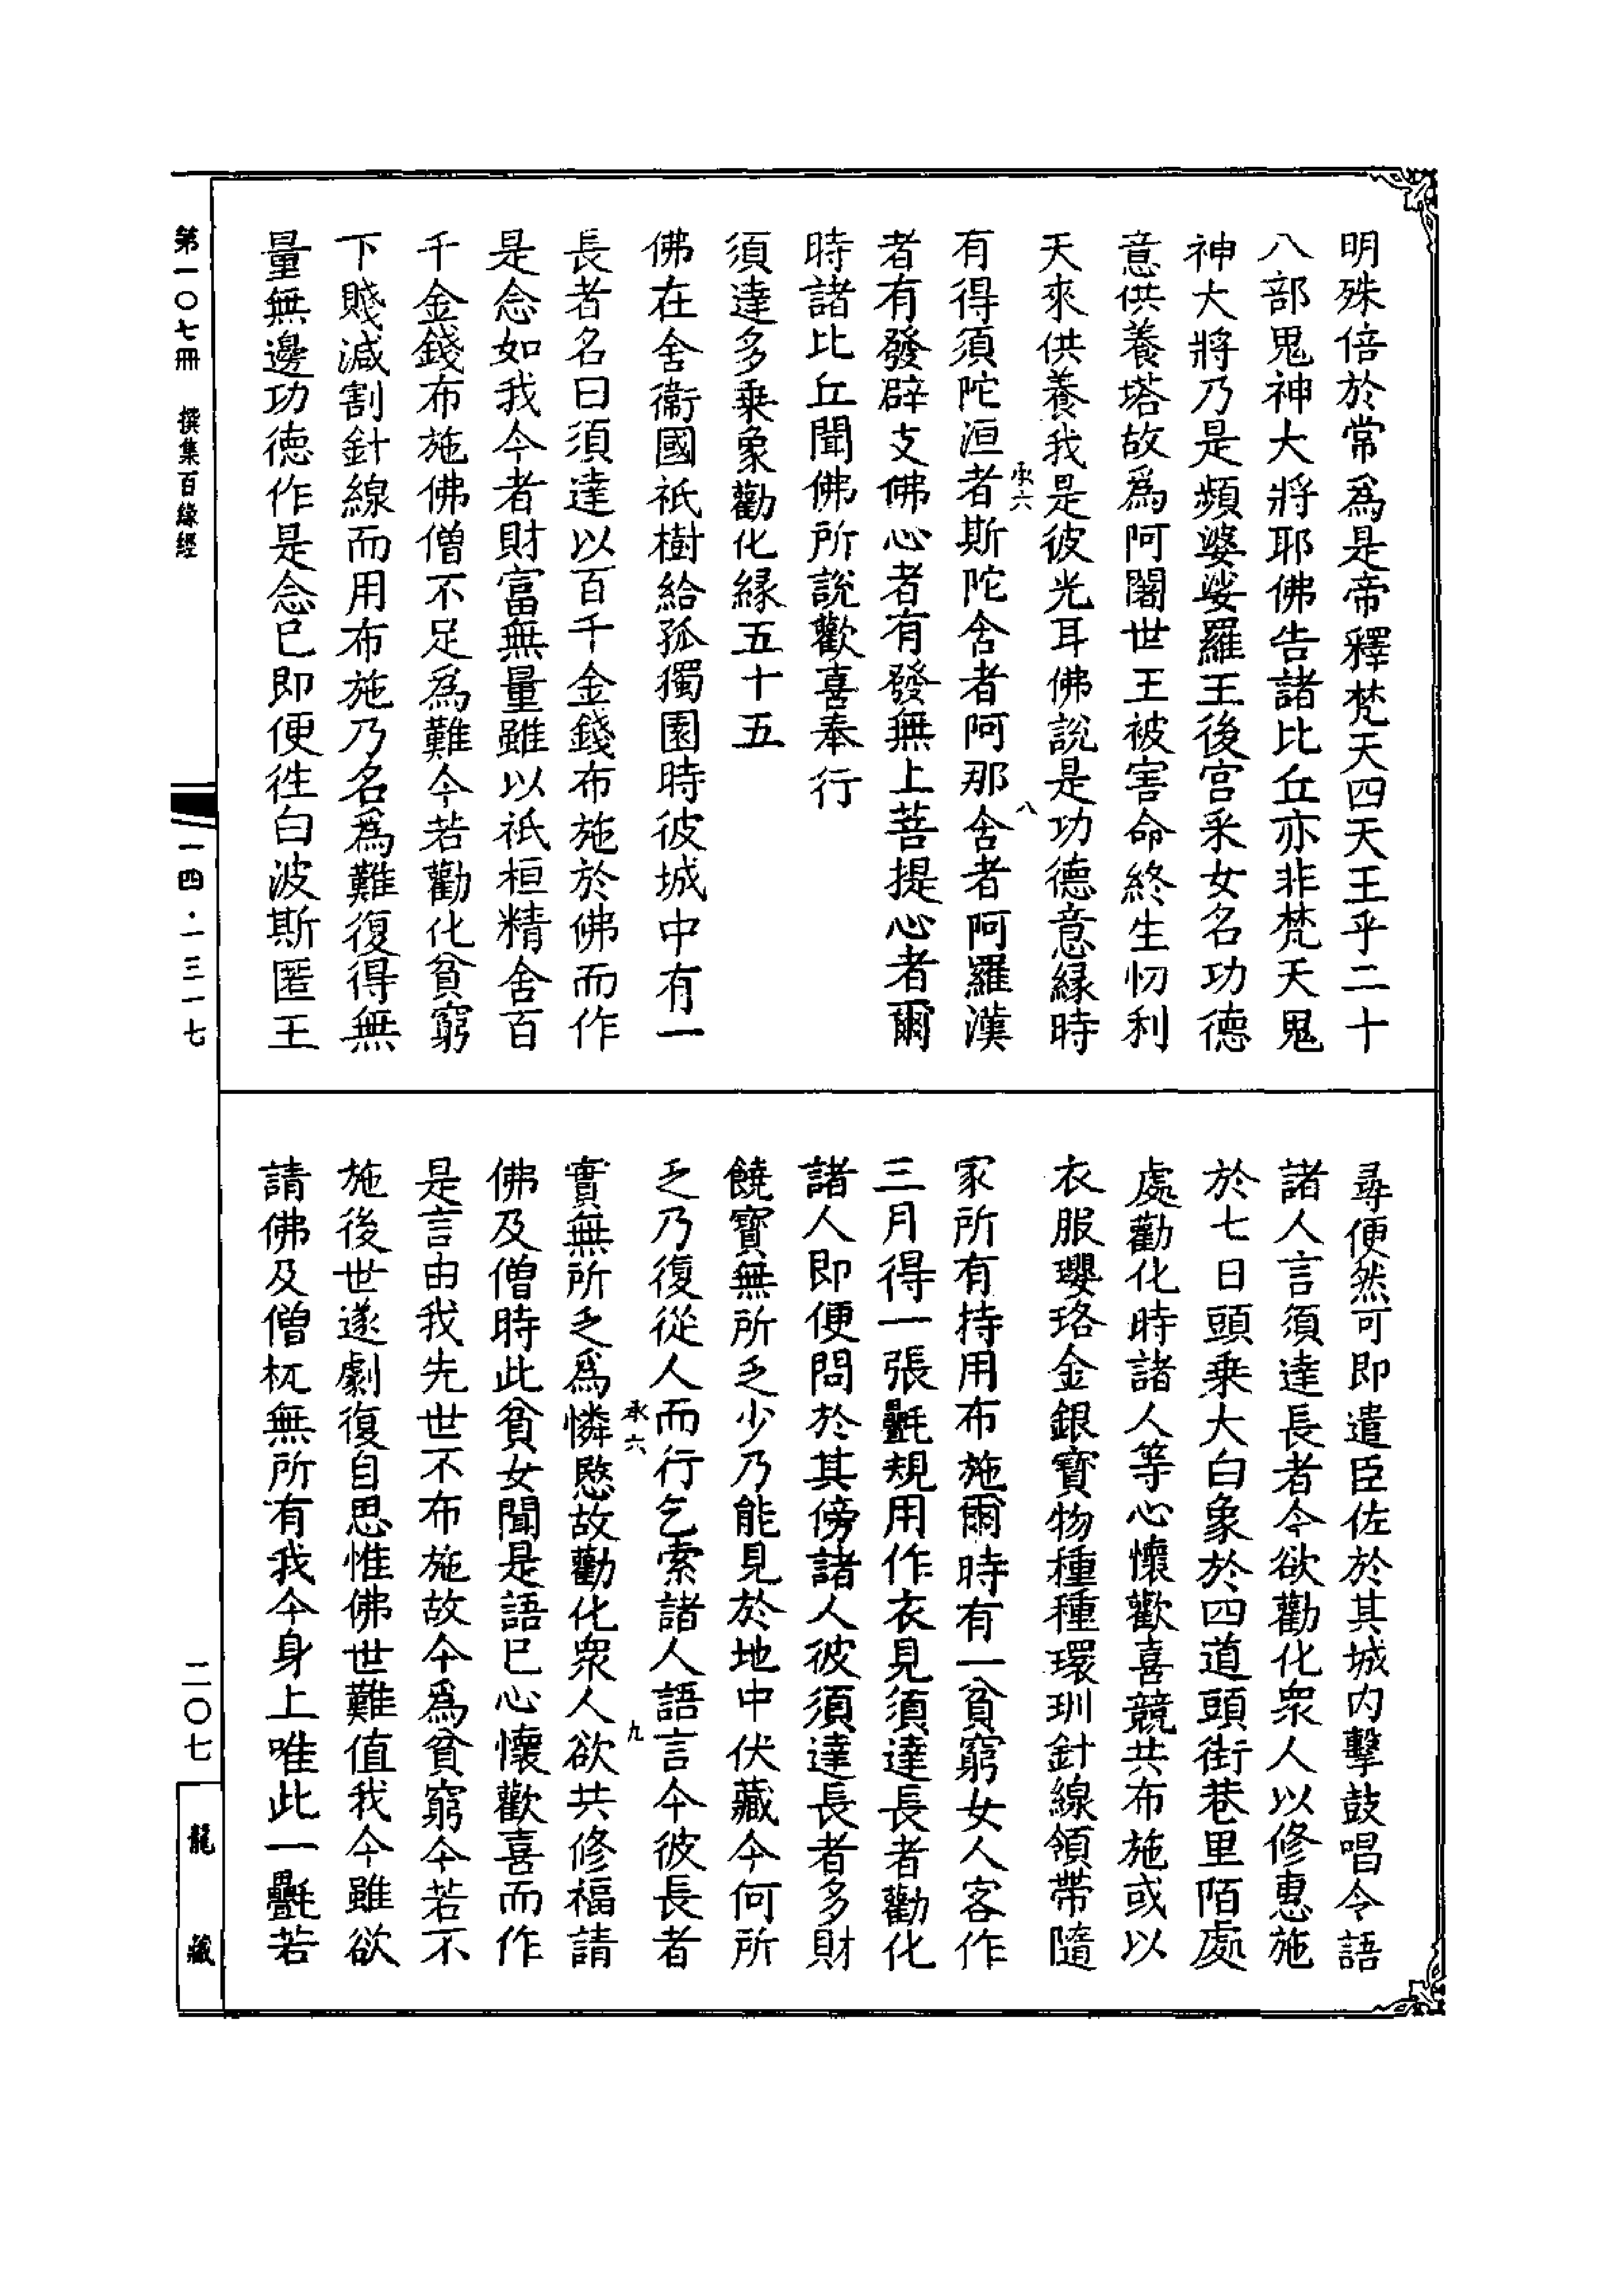 明殊倍於常爲是帝釋梵天四天王乎二十
八部鬼神大將耶佛告諸比丘亦非梵天鬼
神大將乃是頻婆娑羅王後宮采女名功德
意供養塔故爲阿闍世王被害命終生忉利
天來供養我是彼光耳佛說是功德意緣時
承六
八
有得須陀洹者斯陀含者阿那含者阿羅漢
者有發辟支佛心者有發無上菩提心者爾
時諸比丘聞佛所說歡喜奉行
須達多乗象勸化緣五十五
佛在舍衞國祇樹給孤獨園時彼城中有一
長者名曰須達以百千金錢布施於佛而作
是念如我今者財富無量雖以祇桓精舍百
千金錢布施佛僧不足爲難今若勸化貧窮
下賤減割針線而用布施乃名爲難復得無
量無邊功德作是念已即便徃白波斯匿王
尋便然可即遣臣佐於其城内擊鼓唱令語
諸人言須達長者今欲勸化衆人以修惠施
於七日頭乗大白象於四道頭街巷里陌處
處勸化時諸人等心懷歡喜競共布施或以
衣服瓔珞金銀寶物種種環玔針線領帶隨
家所有持用布施爾時有一貧窮女人客作
三月得一張㲲規用作衣見須達長者勸化
諸人即便問於其傍諸人彼須達長者多財
饒寶無所乏少乃能見於地中伏藏今何所
乏乃復從人而行乞索諸人語言今彼長者
承六
九
實無所乏爲憐愍故勸化衆人欲共修福請
佛及僧時此貧女聞是語已心懷歡喜而作
是言由我先世不布施故今爲貧窮今若不
施後世遂劇復自思惟佛世難值我今雖欲
請佛及僧杌無所有我今身上唯此一㲲若
第一〇七冊 撰集百緣經
一四·一三一七
二〇七
龍藏